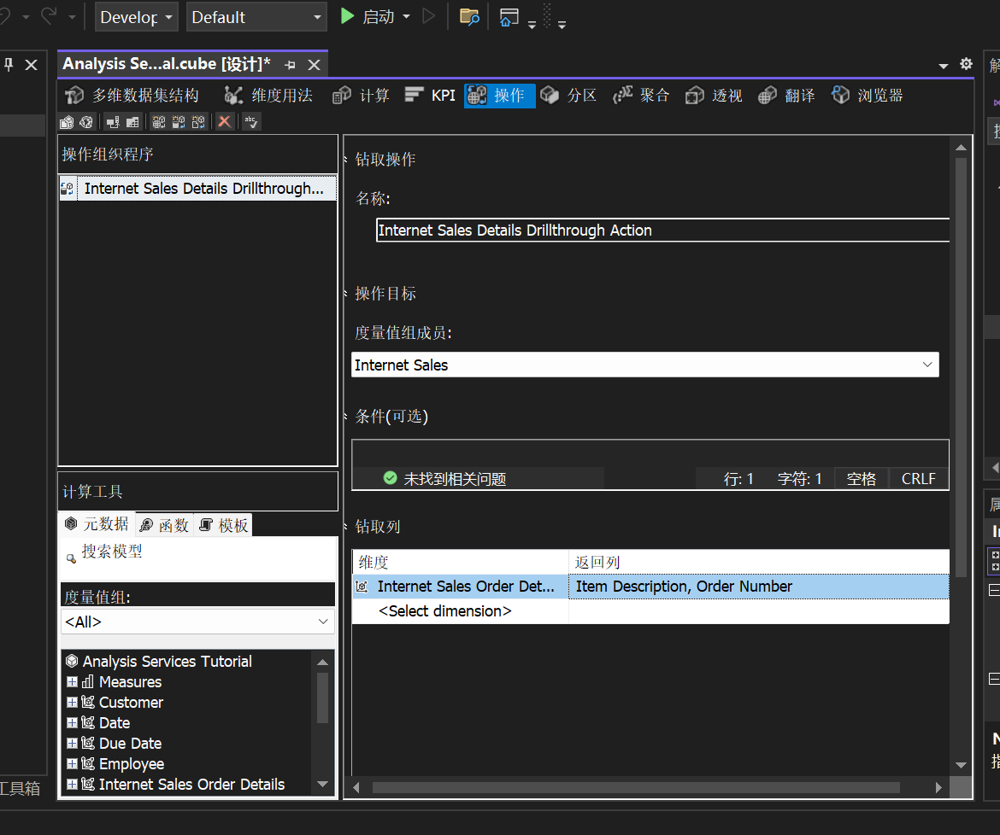 Develop
Default
启动
Analysis Se...al.cube [设计]*
多维数据集结构
维度用法
计算
KPI
操作
分区
聚合
透视
翻译
浏览器
abc
操作组织程序
Internet Sales Details Drillthrough...
钻取操作
名称:
Internet Sales Details Drillthrough Action
操作目标
度量值组成员:
Internet Sales
条件(可选)
未找到相关问题
行: 1
字符: 1
空格
CRLF
钻取列
维度
返回列
Internet Sales Order Det...
Item Description, Order Number
<Select dimension>
计算工具
元数据
函数
模板
搜索模型
度量值组:
<All>
Analysis Services Tutorial
Measures
Customer
Date
Due Date
Employee
Internet Sales Order Details
工具箱